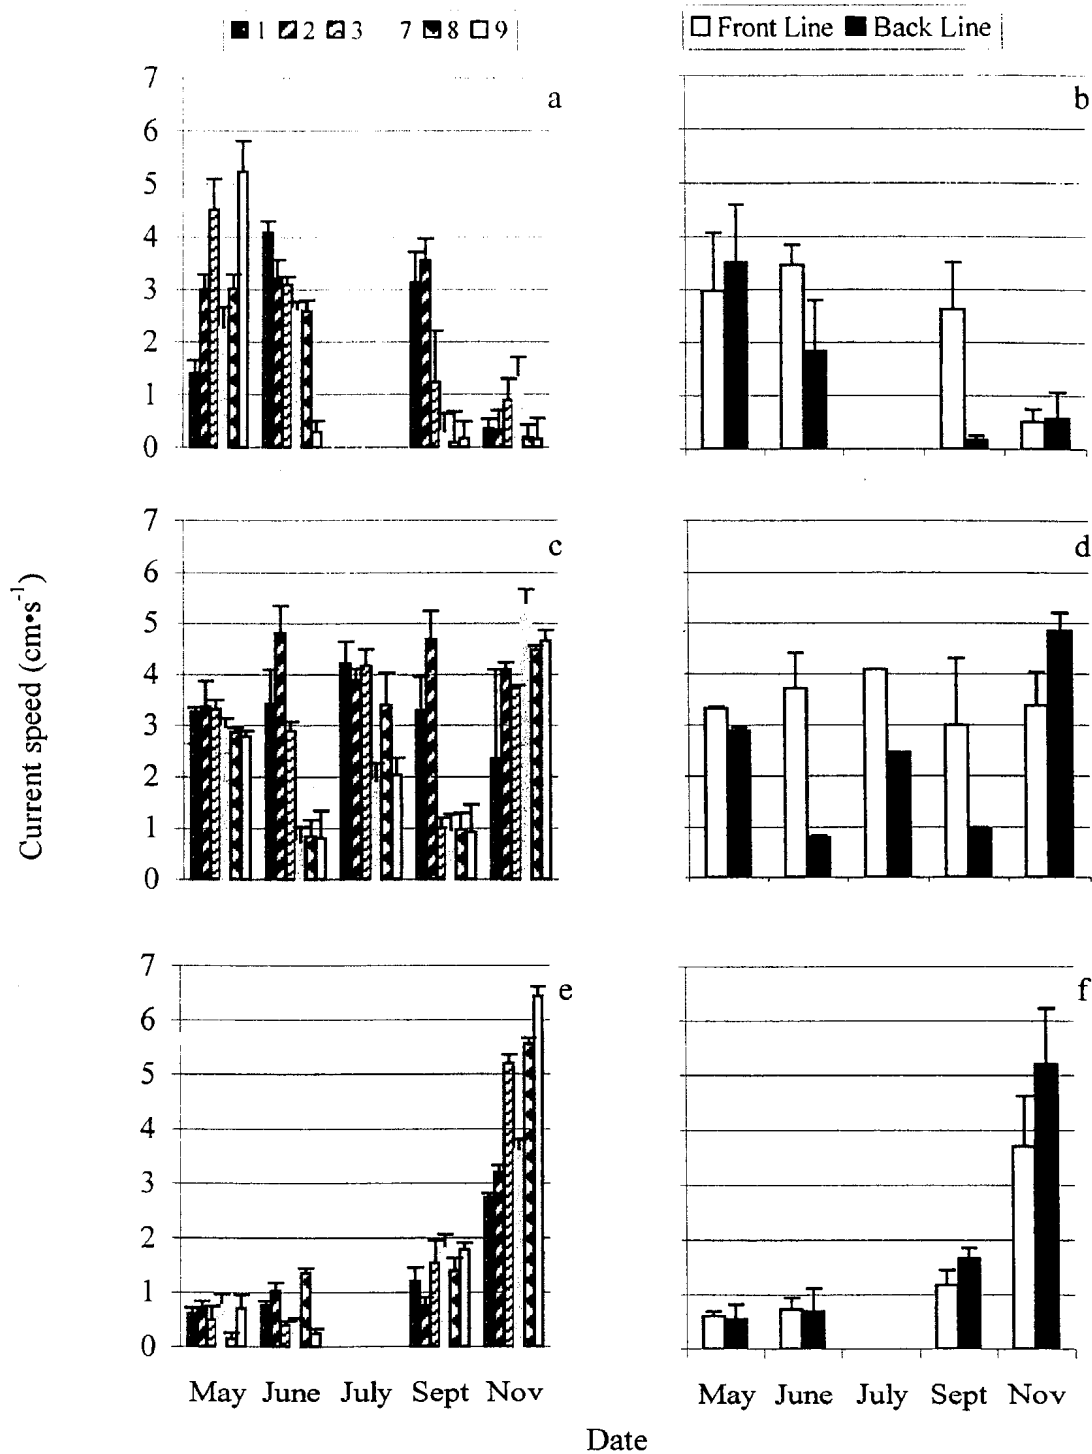 1 2 3 7 8 9
Front Line Back Line
7
6
5
4
3
2
1
0
a
b
7
6
5
4
3
2
1
0
c
d
Current speed (cm•s⁻¹)
7
6
5
4
3
2
1
0
e
f
May June July Sept Nov
May June July Sept Nov
Date